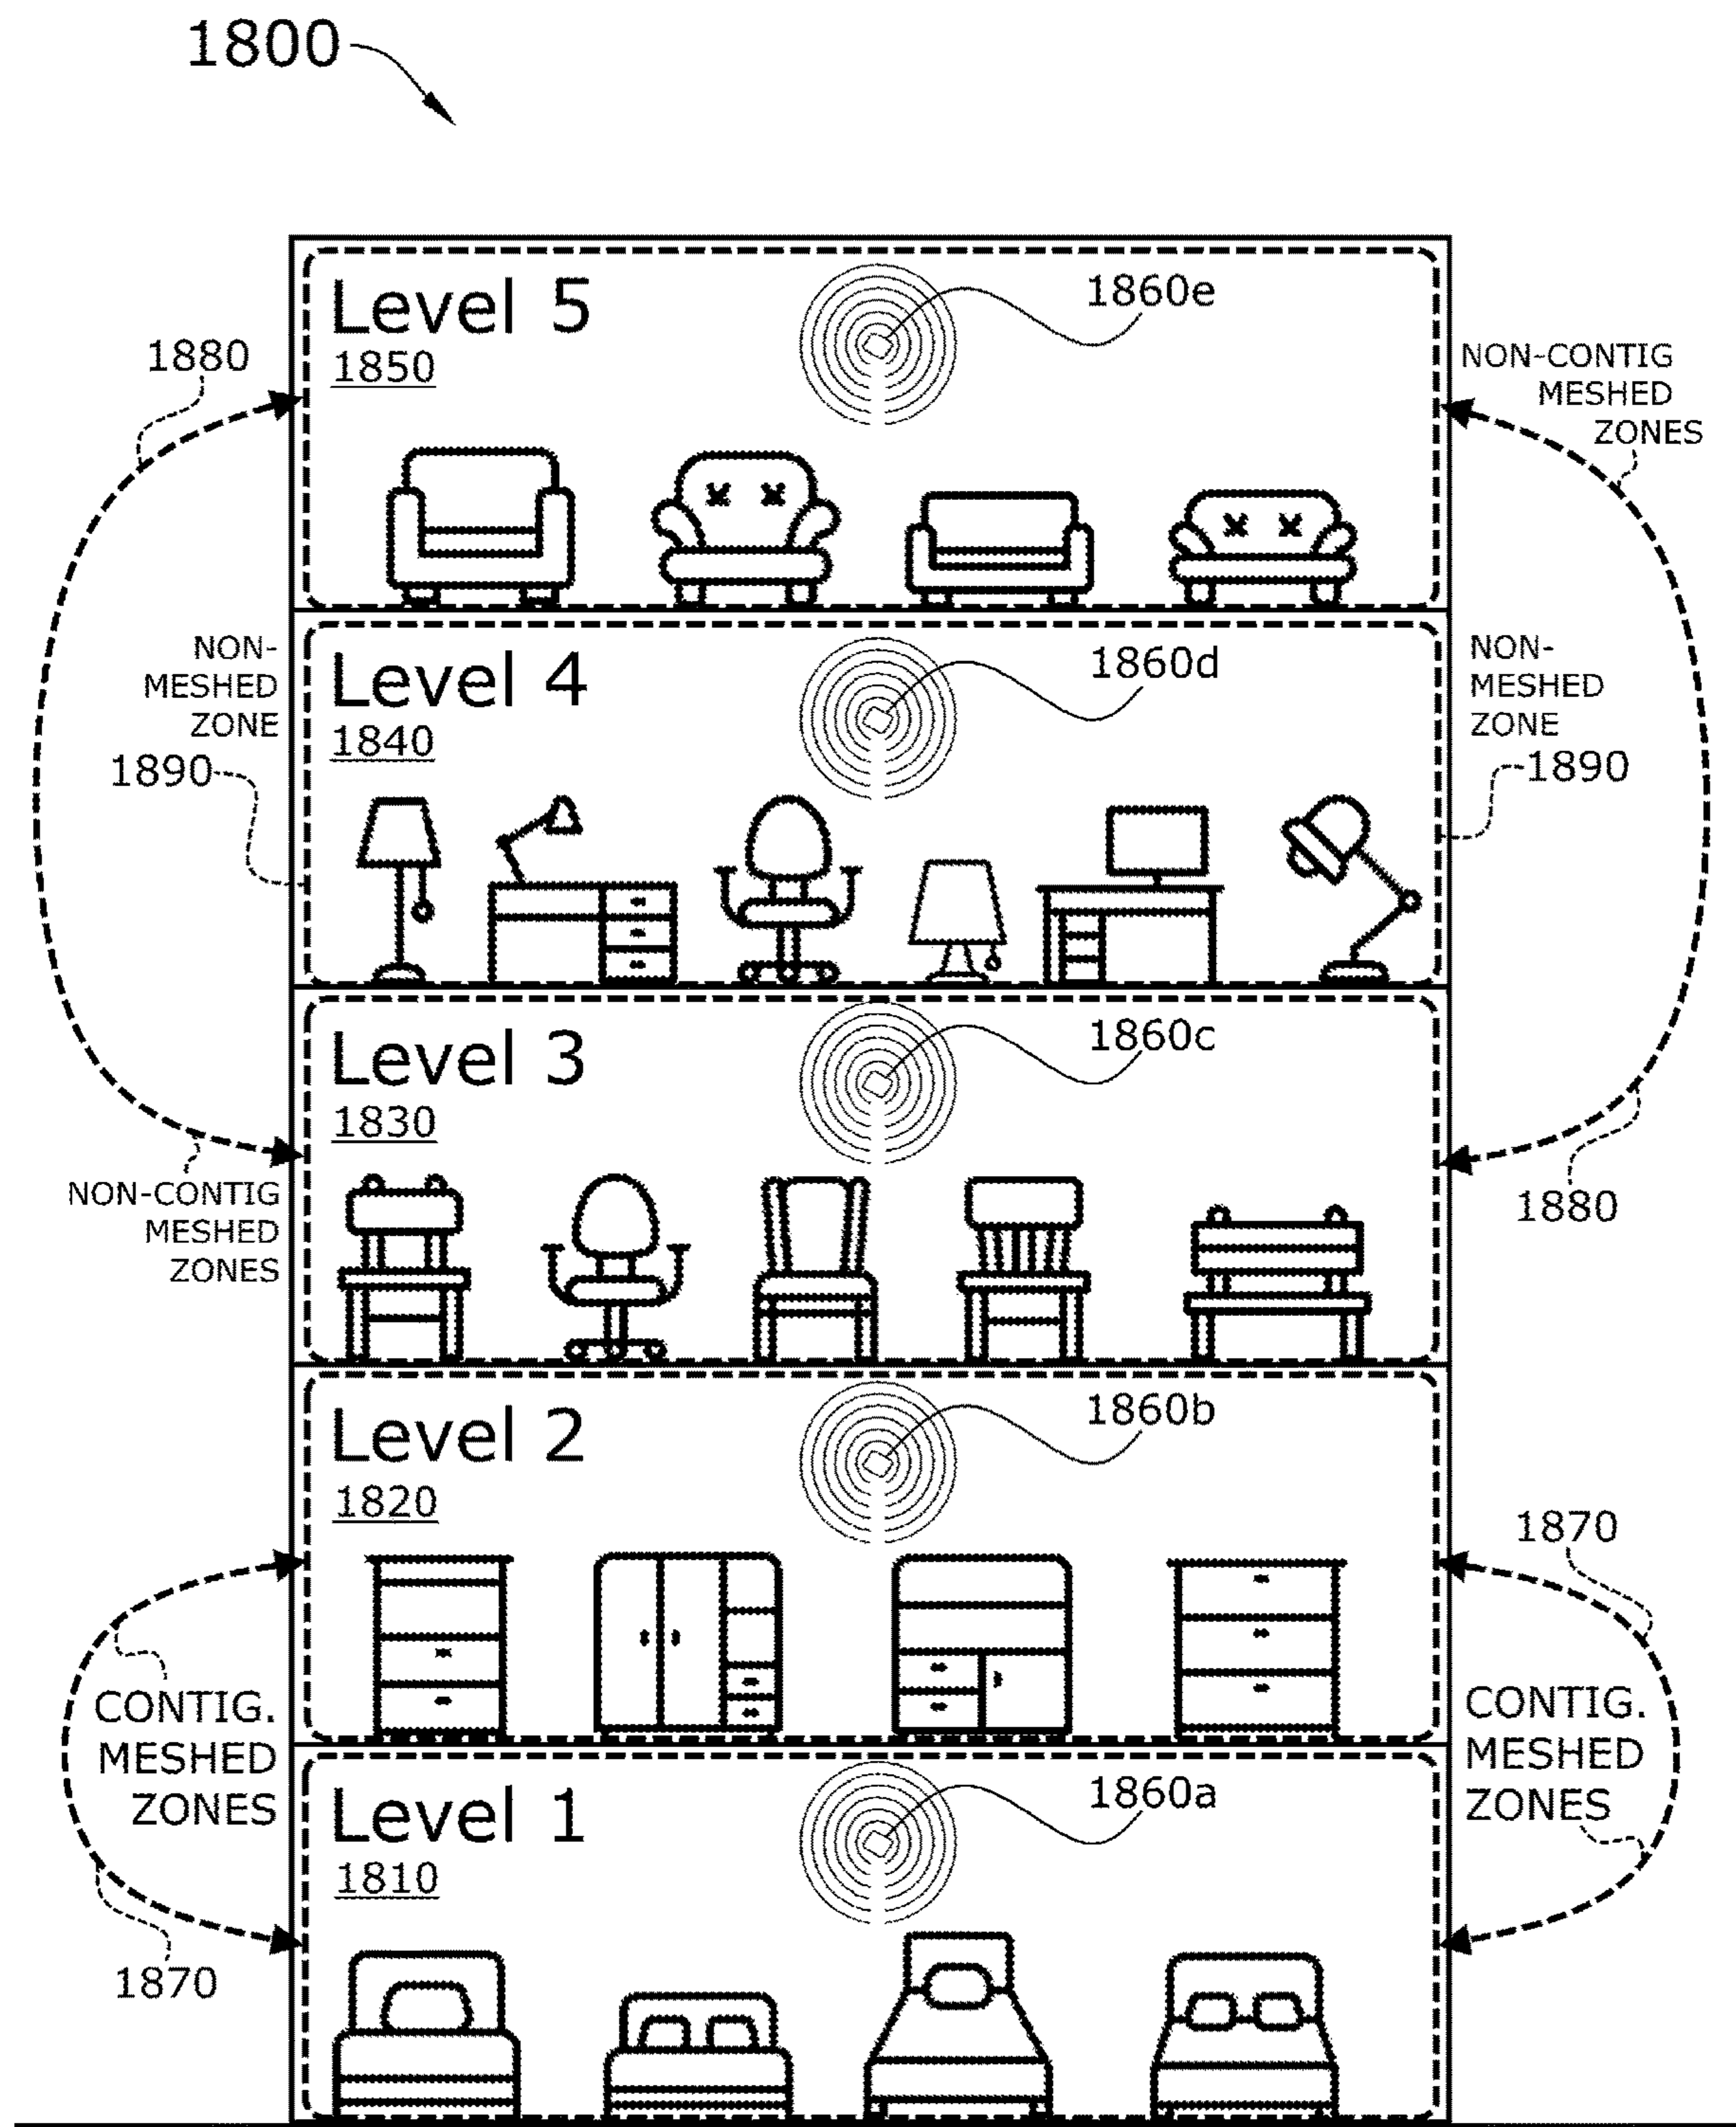 1800
Level 5
1850
1860e
1880
NON-CONTIG
MESHED
ZONES
Level 4
1840
1860d
NON-
MESHED
ZONE
1890
NON-
MESHED
ZONE
1890
Level 3
1830
1860c
NON-CONTIG
MESHED
ZONES
1880
Level 2
1820
1860b
1870
CONTIG.
MESHED
ZONES
CONTIG.
MESHED
ZONES
Level 1
1810
1860a
1870